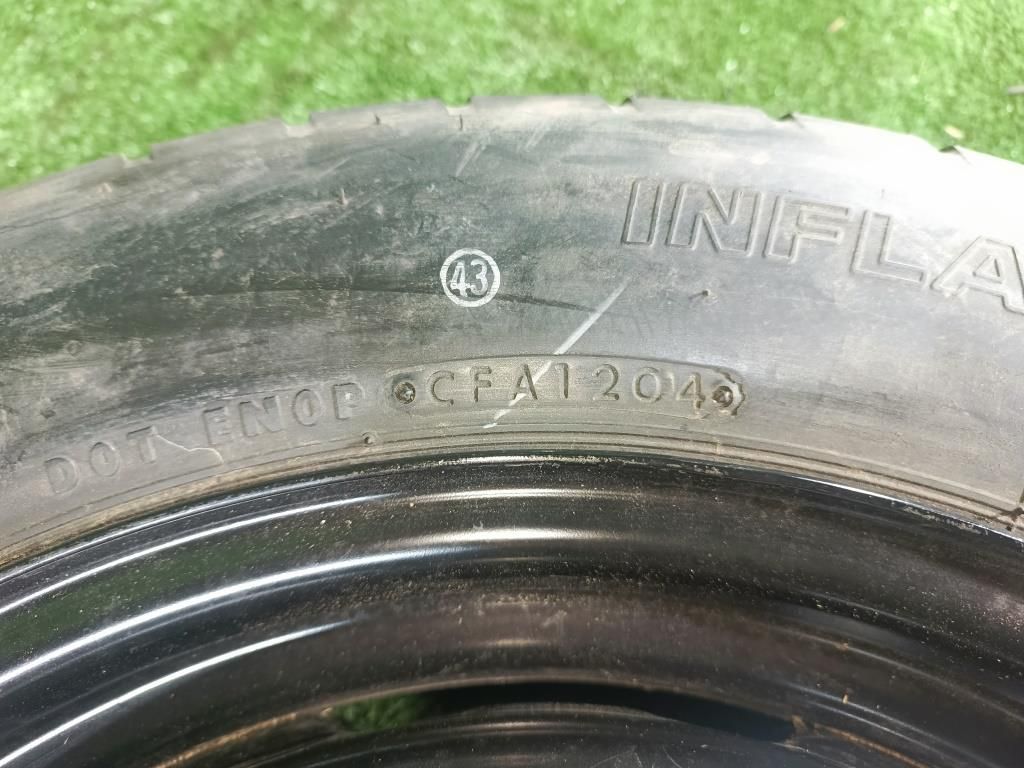 INFLA
43
DOT ENOP CFA1204